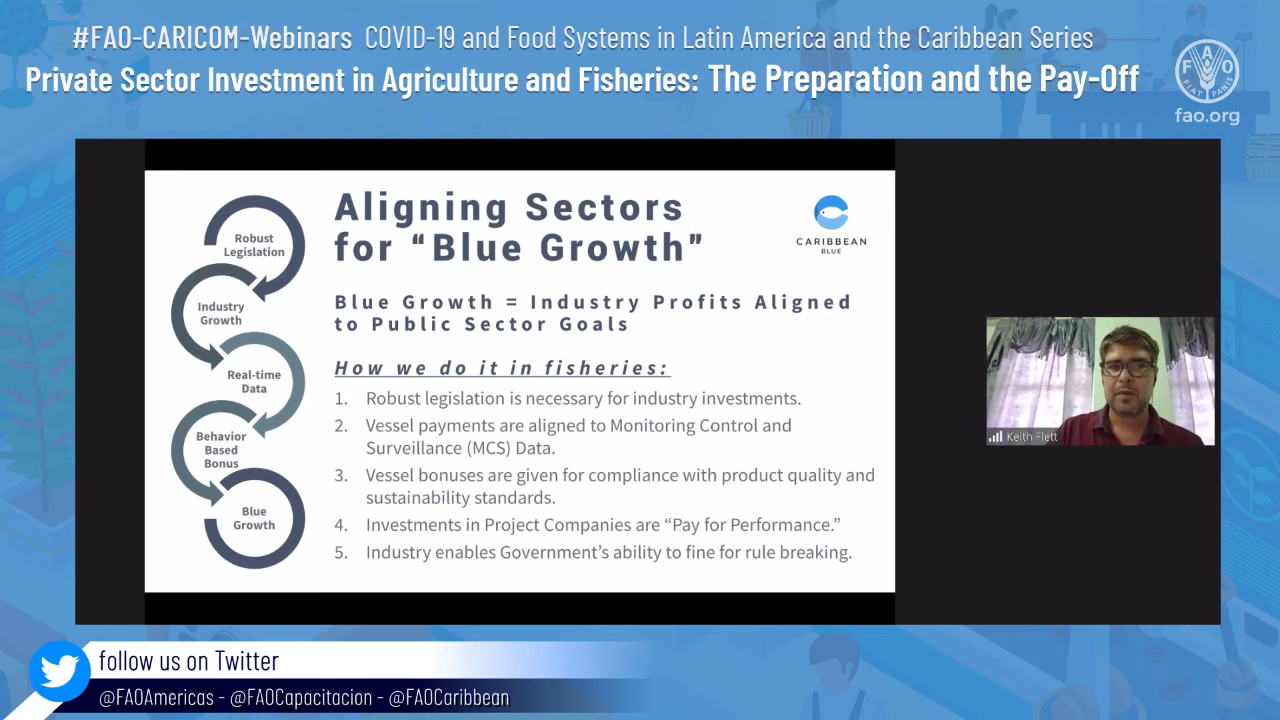 #FAO-CARICOM-Webinars COVID-19 and Food Systems in Latin America and the Caribbean Series
Private Sector Investment in Agriculture and Fisheries: The Preparation and the Pay-Off
FAO
FIAT PANIS
fao.org
Aligning Sectors
for “Blue Growth”
CARIBBEAN
BLUE
Robust
Legislation
Industry
Growth
Real-time
Data
Behavior
Based
Bonus
Blue
Growth
Blue Growth = Industry Profits Aligned
to Public Sector Goals
How we do it in fisheries:
1. Robust legislation is necessary for industry investments.
2. Vessel payments are aligned to Monitoring Control and
Surveillance (MCS) Data.
3. Vessel bonuses are given for compliance with product quality and
sustainability standards.
4. Investments in Project Companies are “Pay for Performance.”
5. Industry enables Government’s ability to fine for rule breaking.
Keith Flett
follow us on Twitter
@FAOAmericas - @FAOCapacitacion - @FAOCaribbean